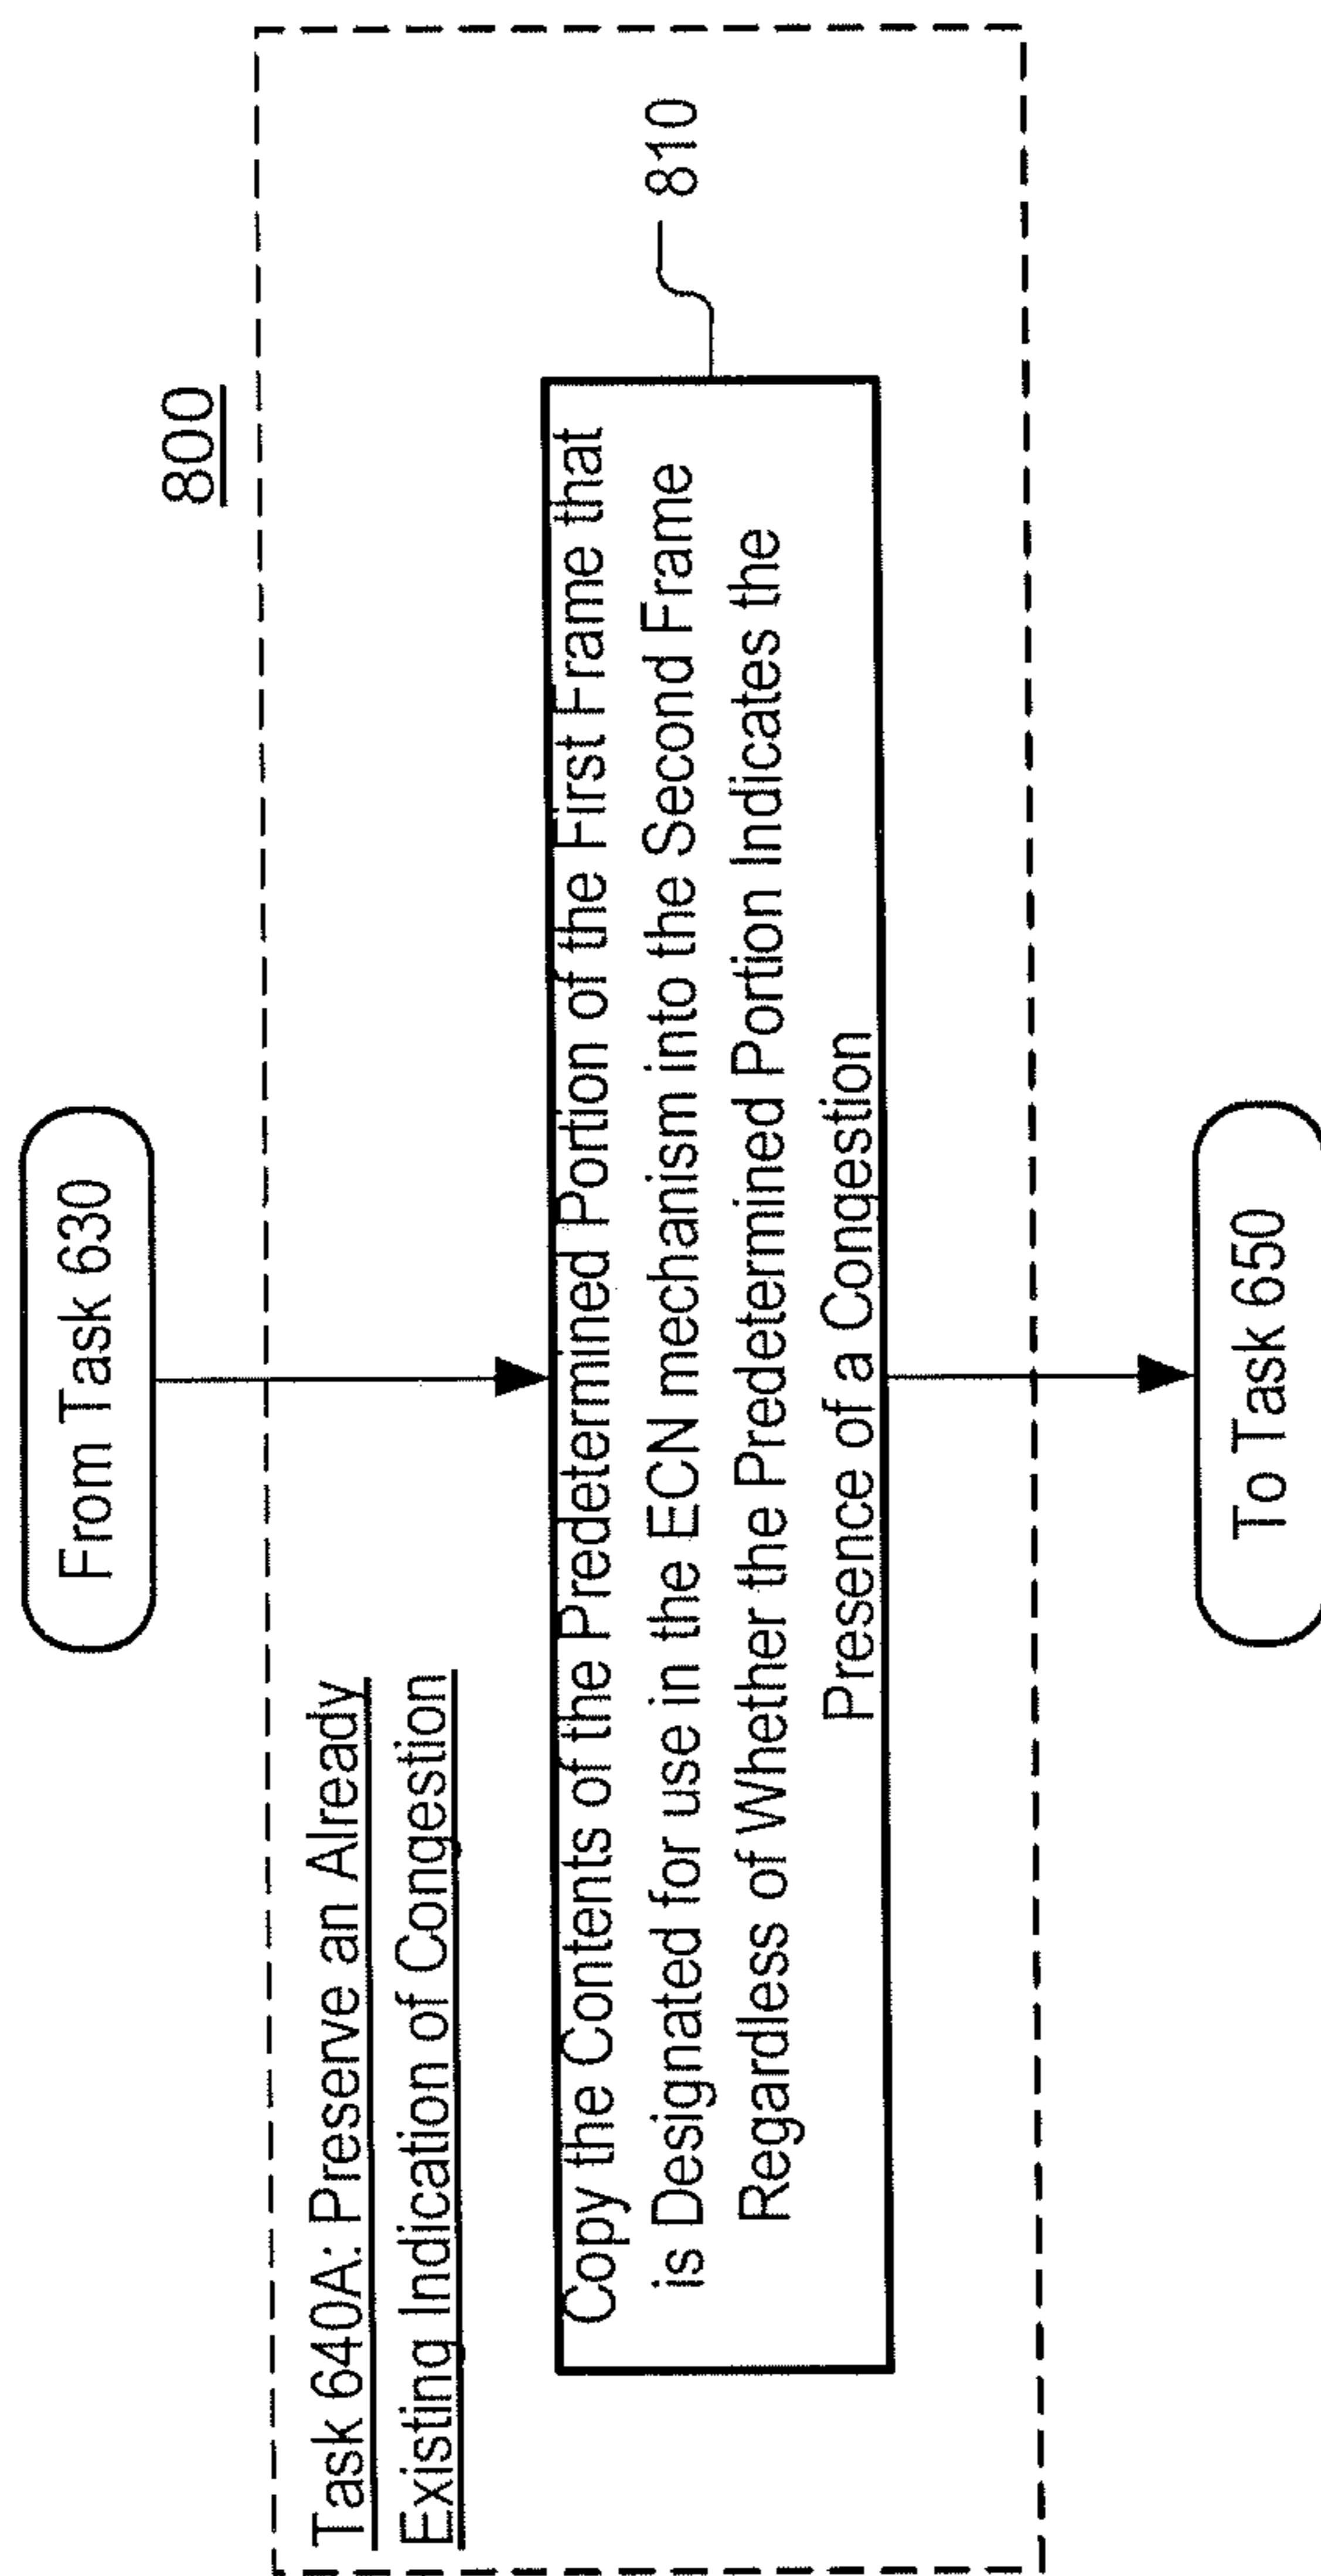 800
From Task 630
Task 640A: Preserve an Already
Existing Indication of Congestion
Copy the Contents of the Predetermined Portion of the First Frame that
is Designated for use in the ECN mechanism into the Second Frame
Regardless of Whether the Predetermined Portion Indicates the
Presence of a Congestion
810
To Task 650